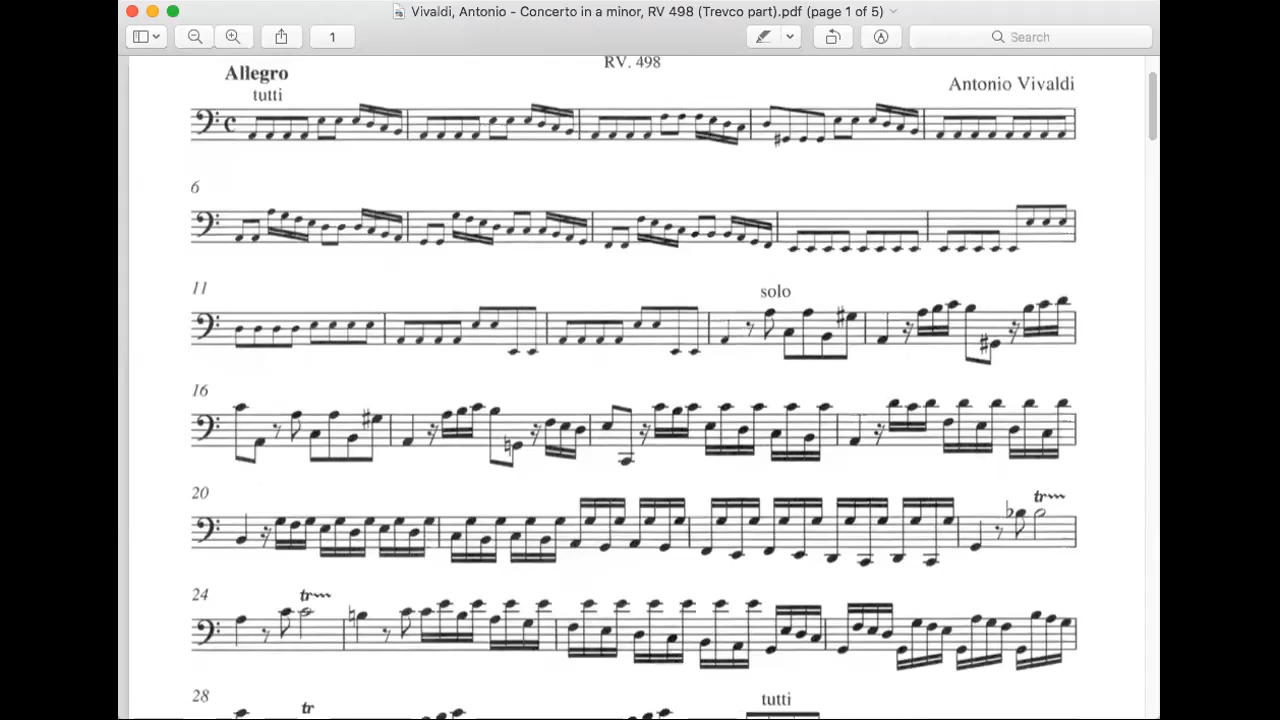 Vivaldi, Antonio - Concerto in a minor, RV 498 (Trevco part).pdf (page 1 of 5)
1
Search
RV. 498
Allegro
Antonio Vivaldi
tutti
6
11
solo
16
20
tr
24
tr
28
tr
tutti